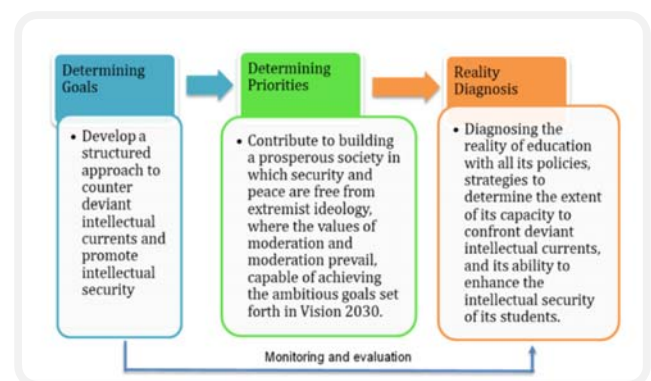 Determining
Goals
• Develop a
structured
approach to
counter
deviant
intellectual
currents and
promote
intellectual
security
Determining
Priorities
• Contribute to building
a prosperous society in
which security and
peace are free from
extremist ideology,
where the values of
moderation and
moderation prevail,
capable of achieving
the ambitious goals set
forth in Vision 2030.
Reality
Diagnosis
• Diagnosing the
reality of education
with all its policies,
strategies to
determine the extent
of its capacity to
confront deviant
intellectual currents,
and its ability to
enhance the
intellectual security
of its students.
Monitoring and evaluation